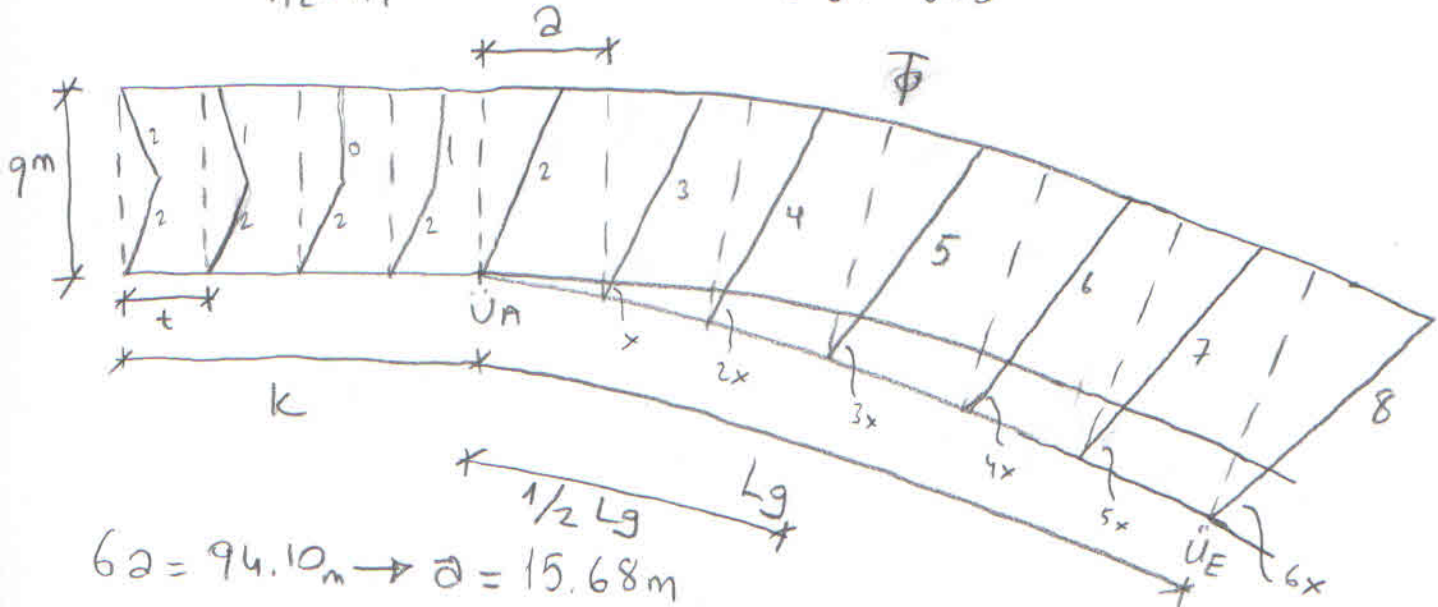 a
Φ
9m
2 2 0 1 2 3 4 5 6 7 8
2 2 2 2
t
ÜA
x 2x 3x 4x 5x 6x
K
1/2 Lg
Lg
ÜE
6a = 94.10m → a = 15.68m